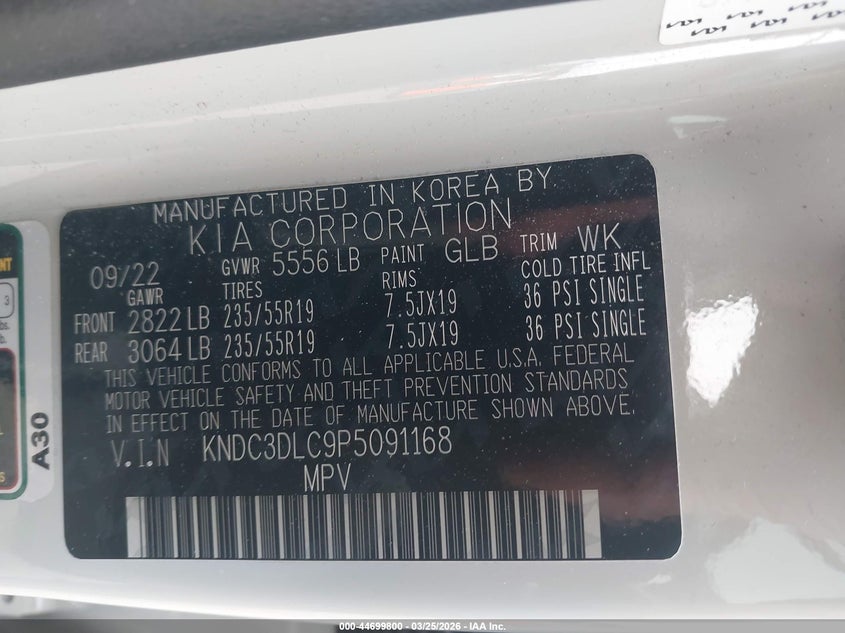 MANUFACTURED IN KOREA BY
KIA CORPORATION
09/22 GVWR 5556 LB PAINT GLB TRIM WK
GAWR TIRES RIMS COLD TIRE INFL
FRONT 2822 LB 235/55R19 7.5JX19 36 PSI SINGLE
REAR 3064 LB 235/55R19 7.5JX19 36 PSI SINGLE
THIS VEHICLE CONFORMS TO ALL APPLICABLE U.S.A. FEDERAL
MOTOR VEHICLE SAFETY AND THEFT PREVENTION STANDARDS
IN EFFECT ON THE DATE OF MANUFACTURE SHOWN ABOVE.
V.I.N KNDC3DLC9P5091168
MPV
A30
3
000-44699800 - 03/25/2026 - IAA Inc.